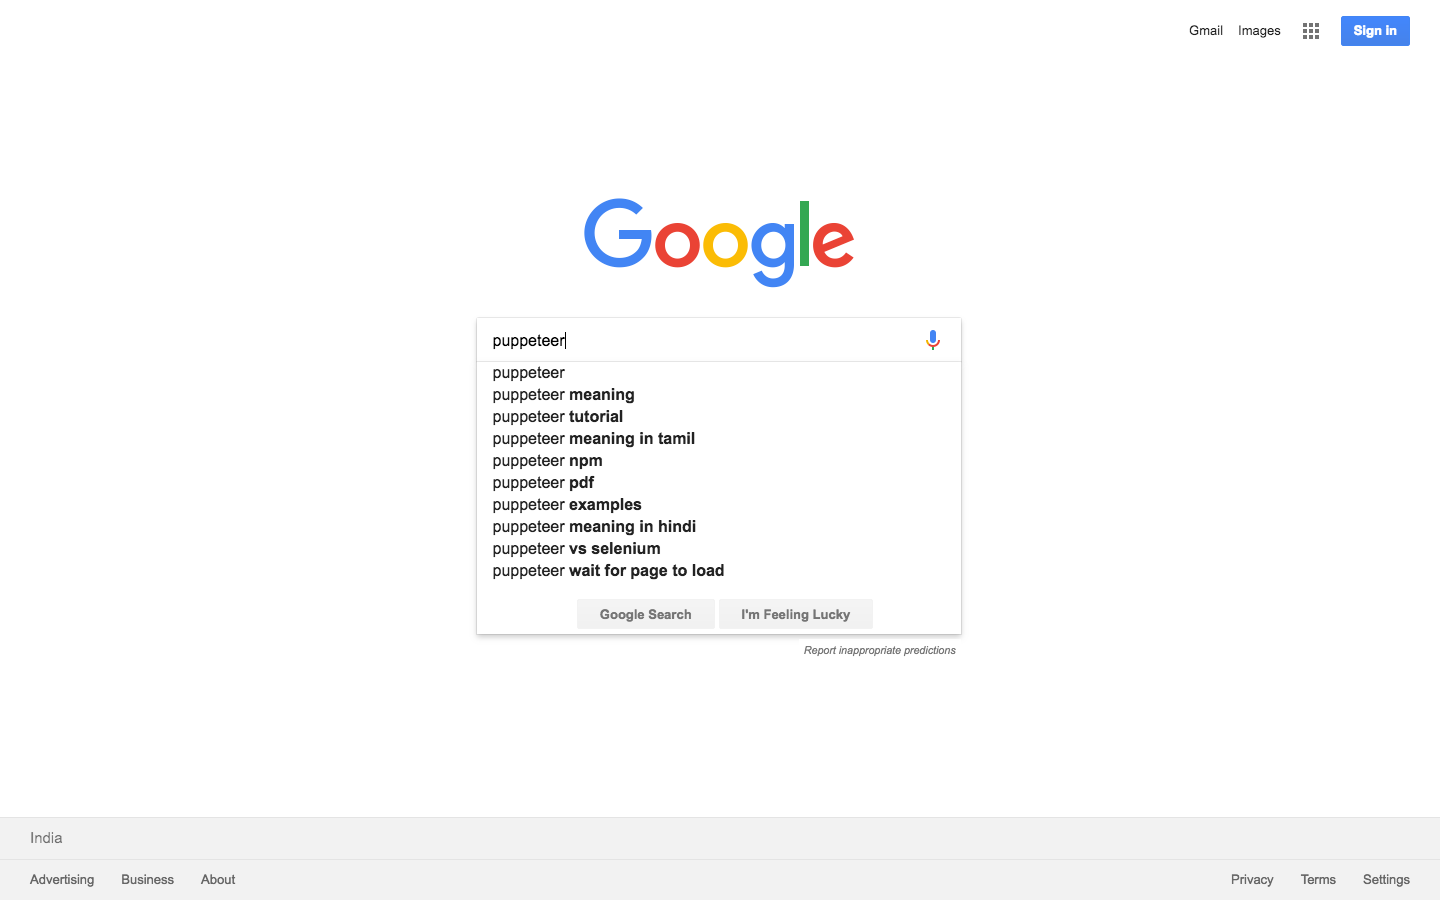 Gmail Images Sign in
Google
puppeteer
puppeteer
puppeteer meaning
puppeteer tutorial
puppeteer meaning in tamil
puppeteer npm
puppeteer pdf
puppeteer examples
puppeteer meaning in hindi
puppeteer vs selenium
puppeteer wait for page to load
Google Search I'm Feeling Lucky
Report inappropriate predictions
India
Advertising Business About Privacy Terms Settings